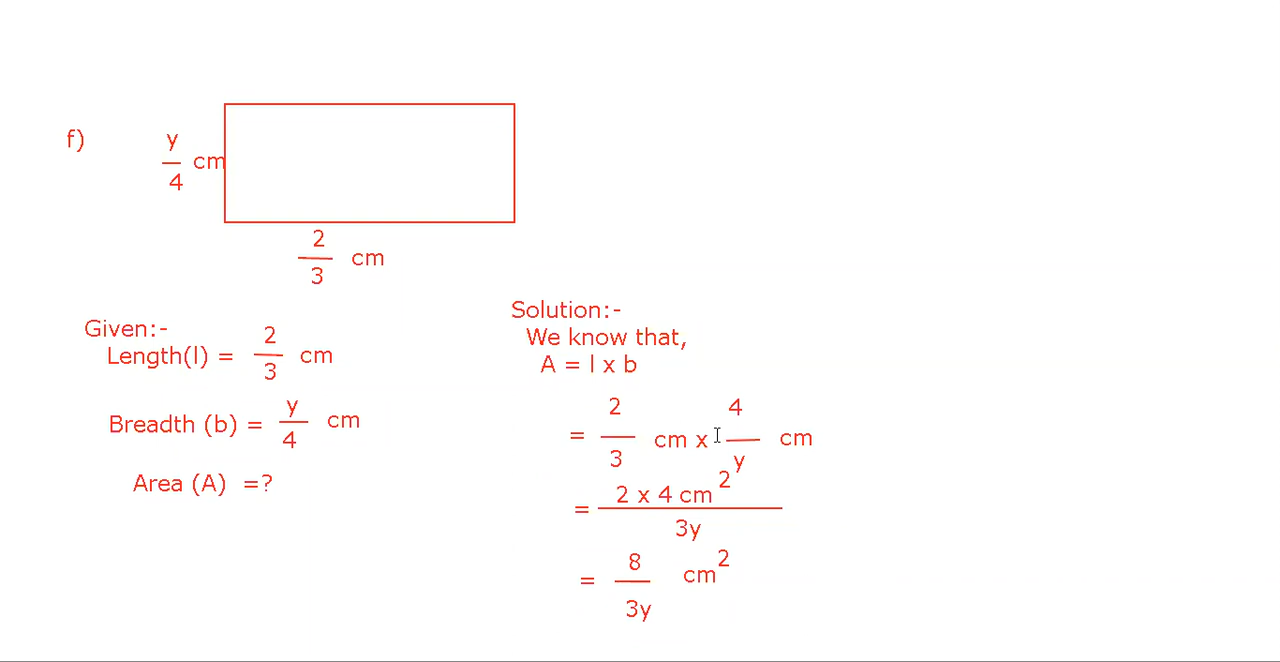 f)
y
4 cm
2
3 cm
Given:-
Length(l) = 2/3 cm
Breadth (b) = y/4 cm
Area (A) =?
Solution:-
We know that,
A = l x b
= 2/3 cm x 4/y cm
= 2 x 4 cm²/3y
= 8/3y cm²